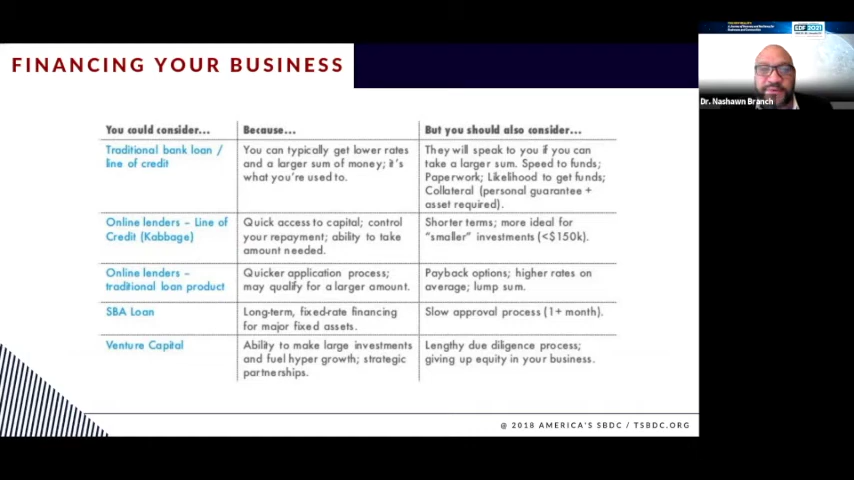 FINANCING YOUR BUSINESS
You could consider... Because... But you should also consider...
Traditional bank loan /
line of credit
You can typically get lower rates
and a larger sum of money; it's
what you're used to.
They will speak to you if you can
take a larger sum. Speed to funds;
Paperwork; Likelihood to get funds;
Collateral (personal guarantee +
asset required).
Online lenders – Line of
Credit (Kabbage)
Quick access to capital; control
your repayment; ability to take
amount needed.
Shorter terms; more ideal for
"smaller" investments (<$150k).
Online lenders –
traditional loan product
Quicker application process;
may qualify for a larger amount.
Payback options; higher rates on
average; lump sum.
SBA Loan
Long-term, fixed-rate financing
for major fixed assets.
Slow approval process (1+ month).
Venture Capital
Ability to make large investments
and fuel hyper growth; strategic
partnerships.
Lengthy due diligence process;
giving up equity in your business.
@ 2018 AMERICA'S SBDC / TSBDC.ORG
2021
Dr. Nashawn Branch